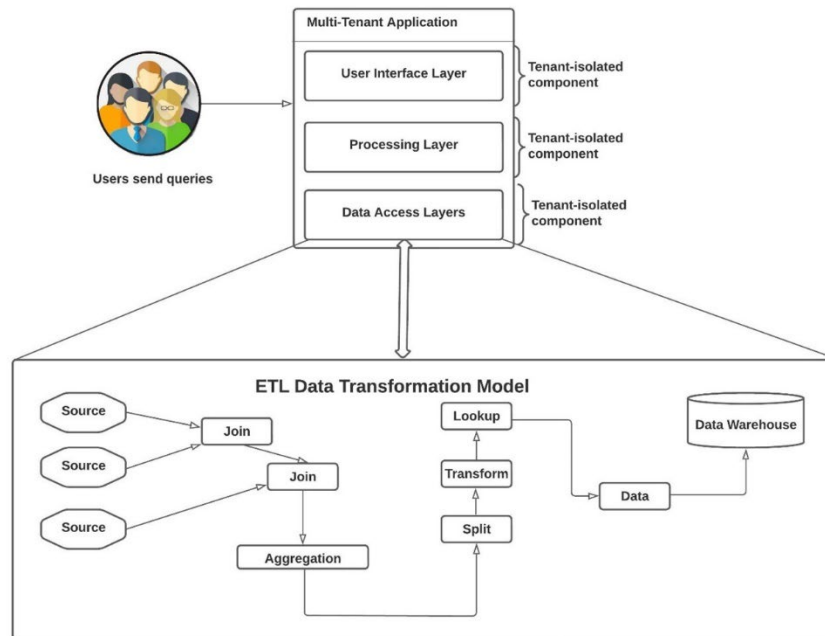 Multi-Tenant Application
User Interface Layer
Tenant-isolated
component
Processing Layer
Tenant-isolated
component
Users send queries
Data Access Layers
Tenant-isolated
component
ETL Data Transformation Model
Source
Join
Source
Join
Source
Aggregation
Lookup
Transform
Split
Data
Data Warehouse